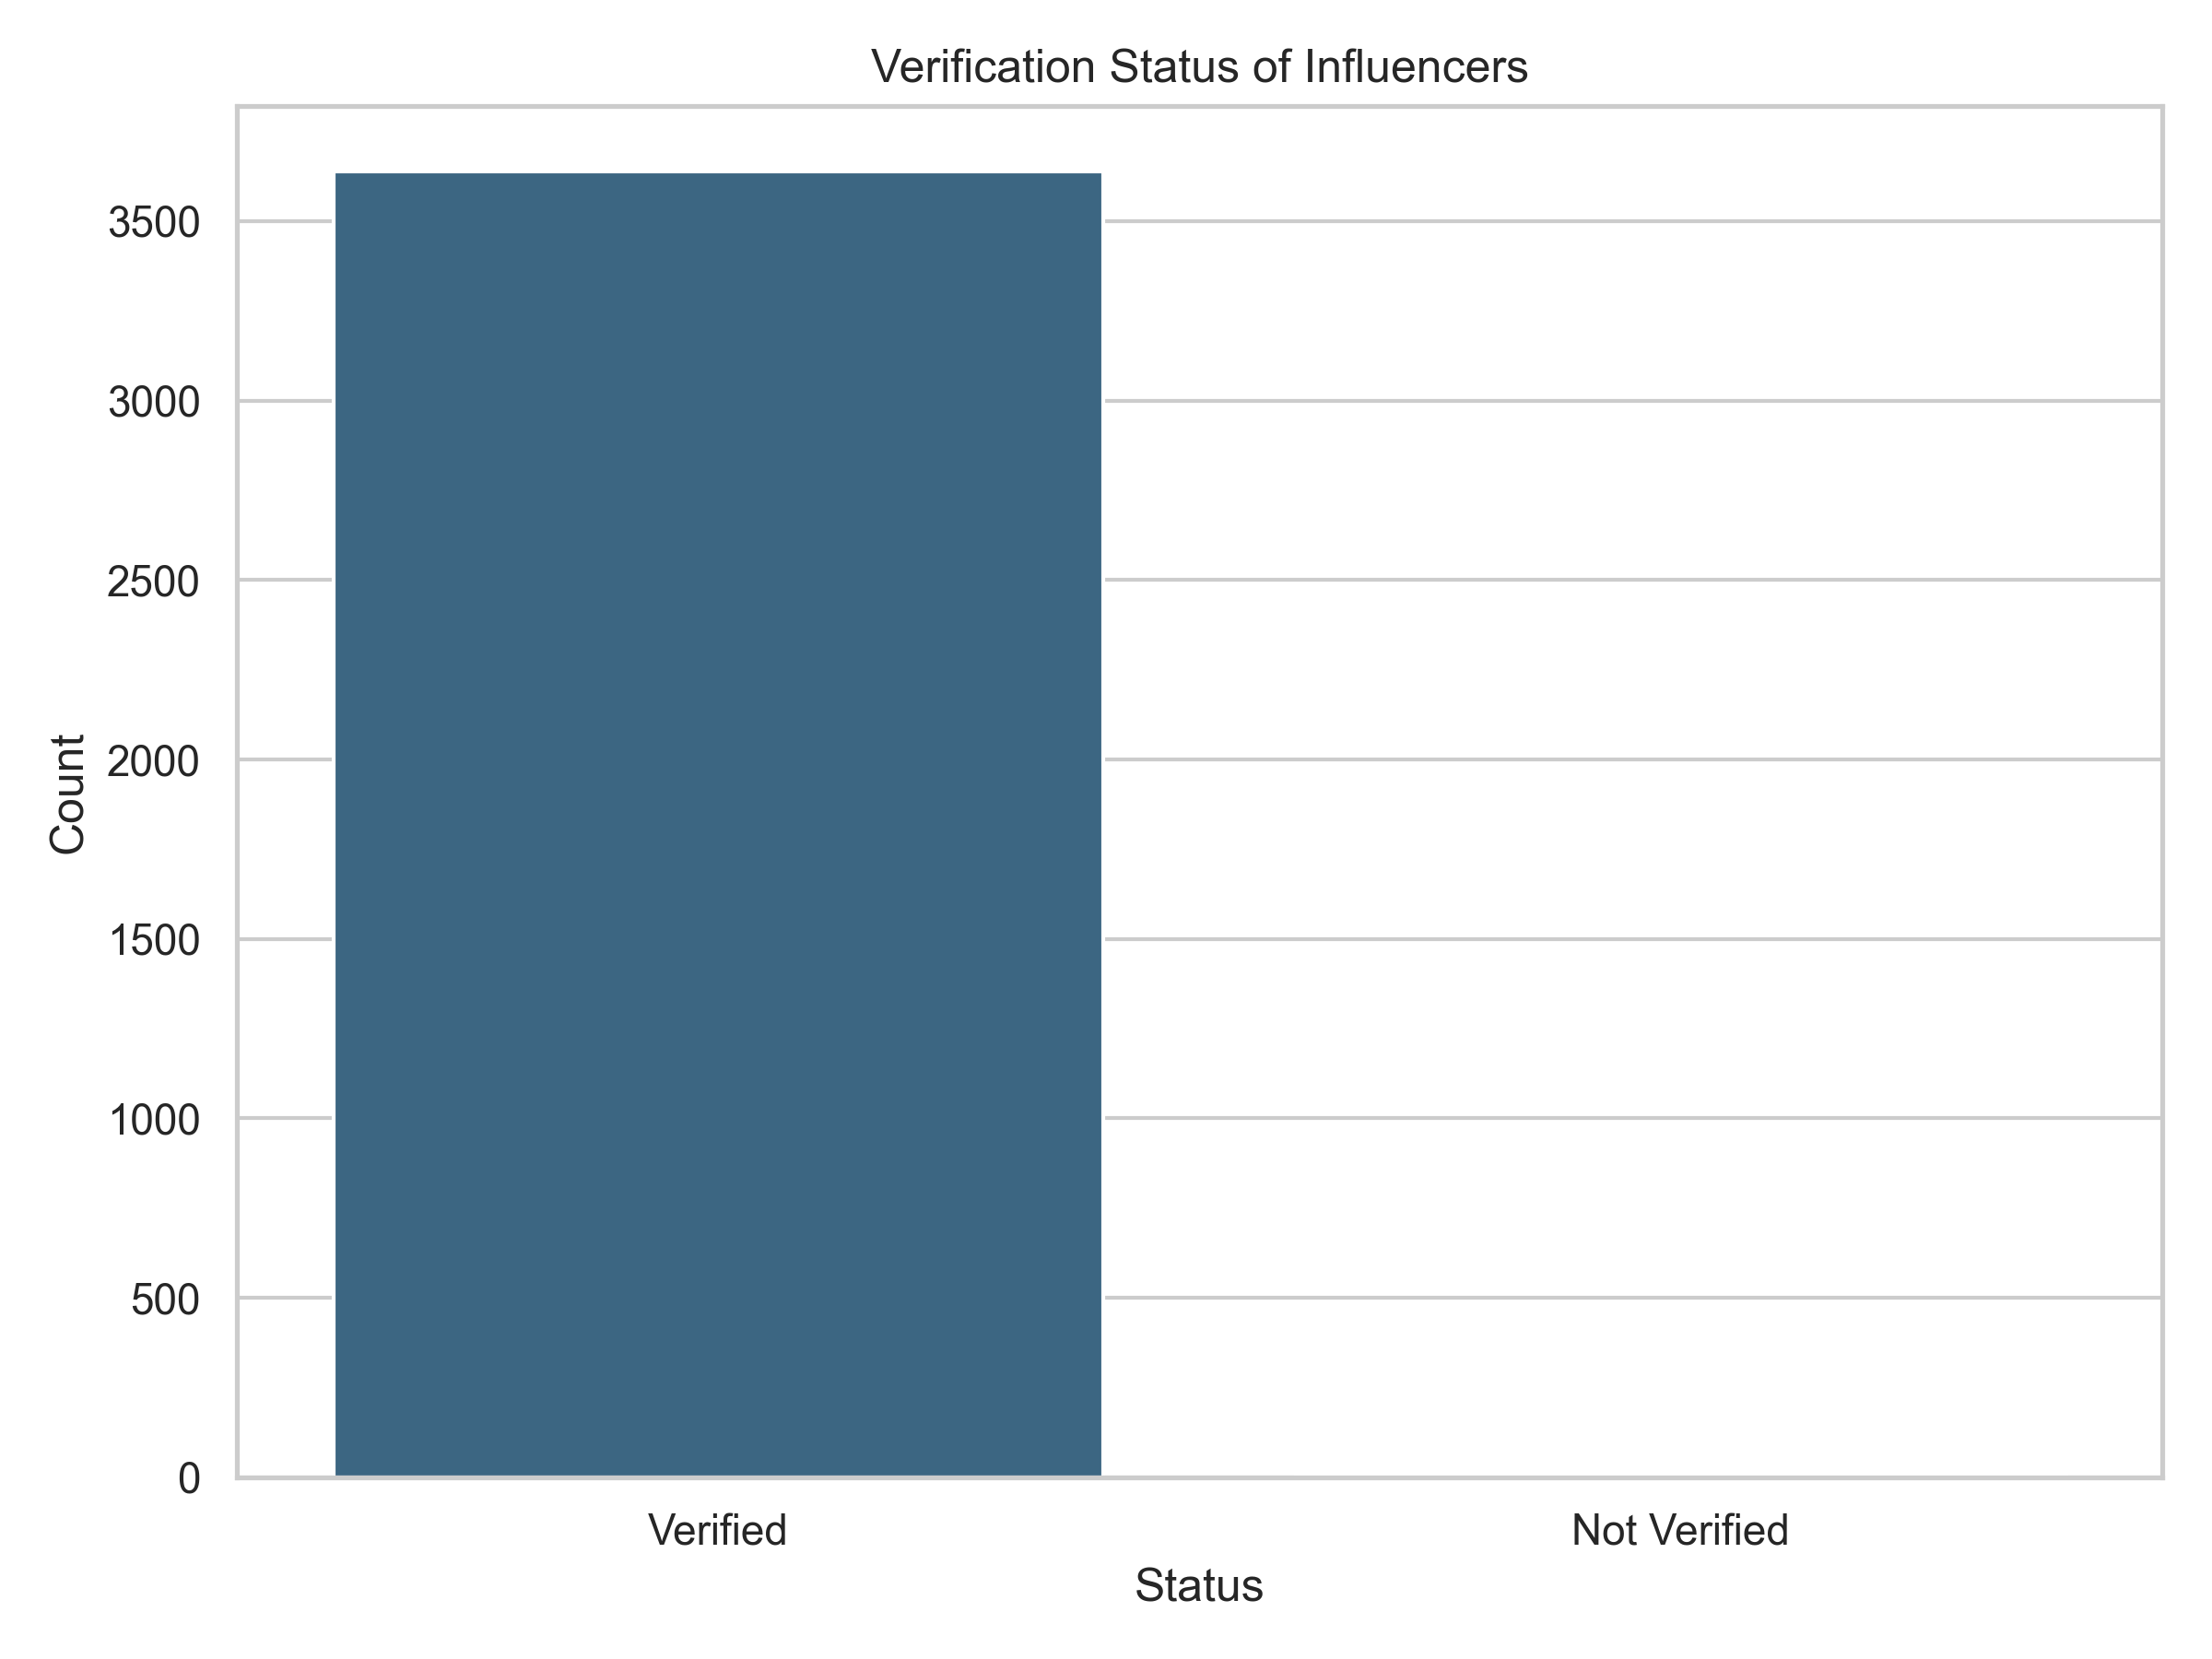 Verification Status of Influencers
3500
3000
2500
2000
1500
1000
500
0
Count
Verified
Not Verified
Status